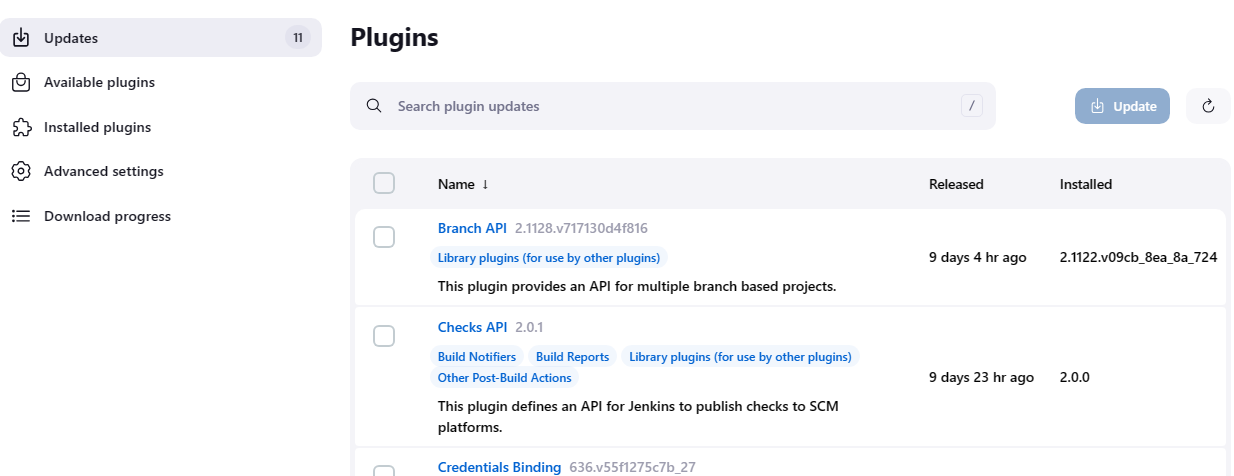 Updates
11
Available plugins
Installed plugins
Advanced settings
Download progress
Plugins
Search plugin updates
/
Update
Name ↓
Released
Installed
Branch API 2.1128.v717130d4f816
Library plugins (for use by other plugins)
This plugin provides an API for multiple branch based projects.
9 days 4 hr ago
2.1122.v09cb_8ea_8a_724
Checks API 2.0.1
Build Notifiers Build Reports Library plugins (for use by other plugins)
Other Post-Build Actions
This plugin defines an API for Jenkins to publish checks to SCM
platforms.
9 days 23 hr ago
2.0.0
Credentials Binding 636.v55f1275c7b_27